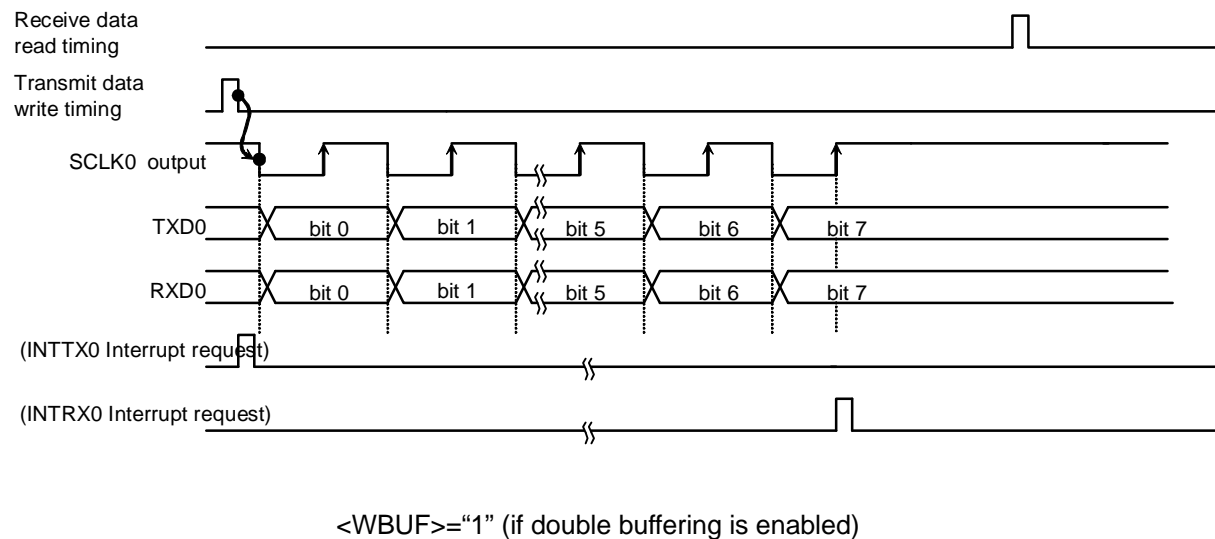 Receive data
read timing
Transmit data
write timing
SCLK0 output
TXD0 bit 0 bit 1 bit 5 bit 6 bit 7
RXD0 bit 0 bit 1 bit 5 bit 6 bit 7
(INTTX0 Interrupt request)
(INTRX0 Interrupt request)
<WBUF>=“1” (if double buffering is enabled)